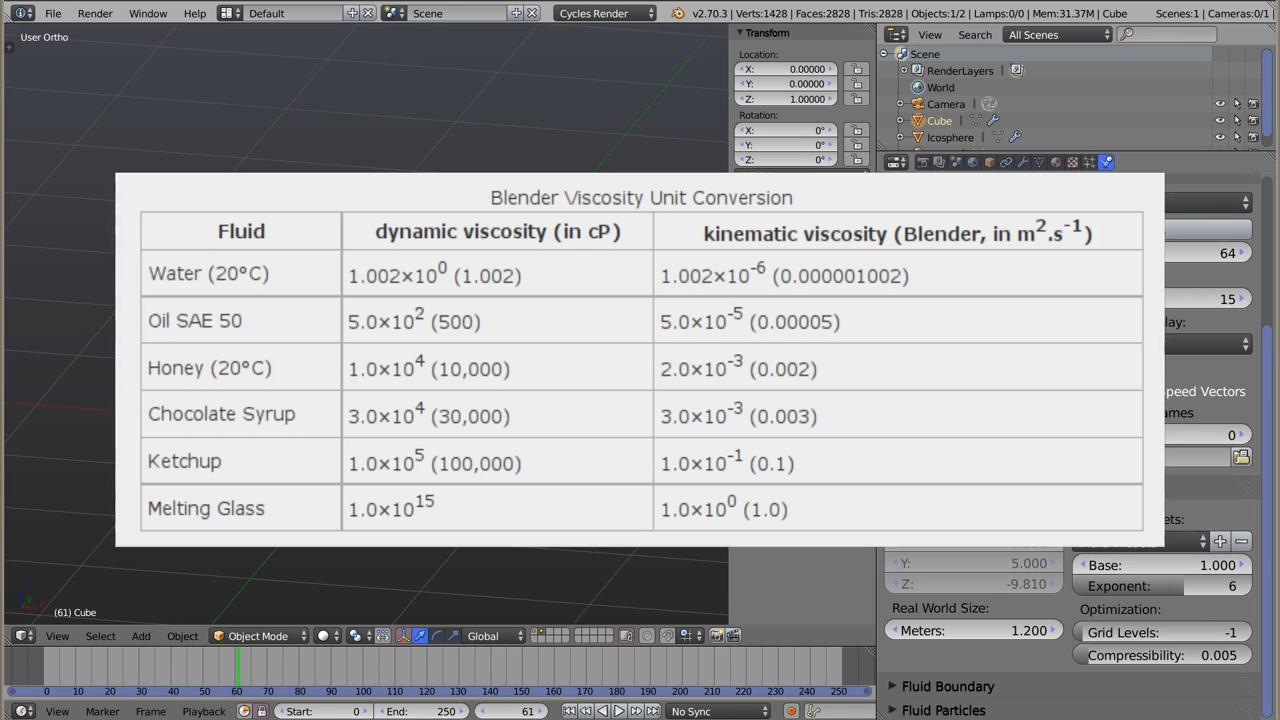 File Render Window Help Default Scene Cycles Render v2.70.3 | Verts:1428 | Faces:2828 | Tris:2828 | Objects:1/2 | Lamps:0/0 | Mem:31.37M | Cube Scenes:1 | Cameras:0/1
User Ortho
Transform
Location:
X: 0.00000
Y: 0.00000
Z: 1.00000
Rotation:
X: 0°
Y: 0°
Z: 0°
View Search All Scenes
Scene
RenderLayers
World
Camera
Cube
Icosphere
64
15
lay:
peed Vectors
ames
0
ets:
Blender Viscosity Unit Conversion
Fluid dynamic viscosity (in cP) kinematic viscosity (Blender, in m².s⁻¹)
Water (20°C) 1.002×10⁰ (1.002) 1.002×10⁻⁶ (0.000001002)
Oil SAE 50 5.0×10² (500) 5.0×10⁻⁵ (0.00005)
Honey (20°C) 1.0×10⁴ (10,000) 2.0×10⁻³ (0.002)
Chocolate Syrup 3.0×10⁴ (30,000) 3.0×10⁻³ (0.003)
Ketchup 1.0×10⁵ (100,000) 1.0×10⁻¹ (0.1)
Melting Glass 1.0×10¹⁵ 1.0×10⁰ (1.0)
Y: 5.000
Z: -9.810
Real World Size:
Meters: 1.200
Base: 1.000
Exponent: 6
Optimization:
Grid Levels: -1
Compressibility: 0.005
Fluid Boundary
Fluid Particles
(61) Cube
View Select Add Object Object Mode Global
0 10 20 30 40 50 60 70 80 90 100 110 120 130 140 150 160 170 180 190 200 210 220 230 240 250
View Marker Frame Playback Start: 0 End: 250 61 No Sync